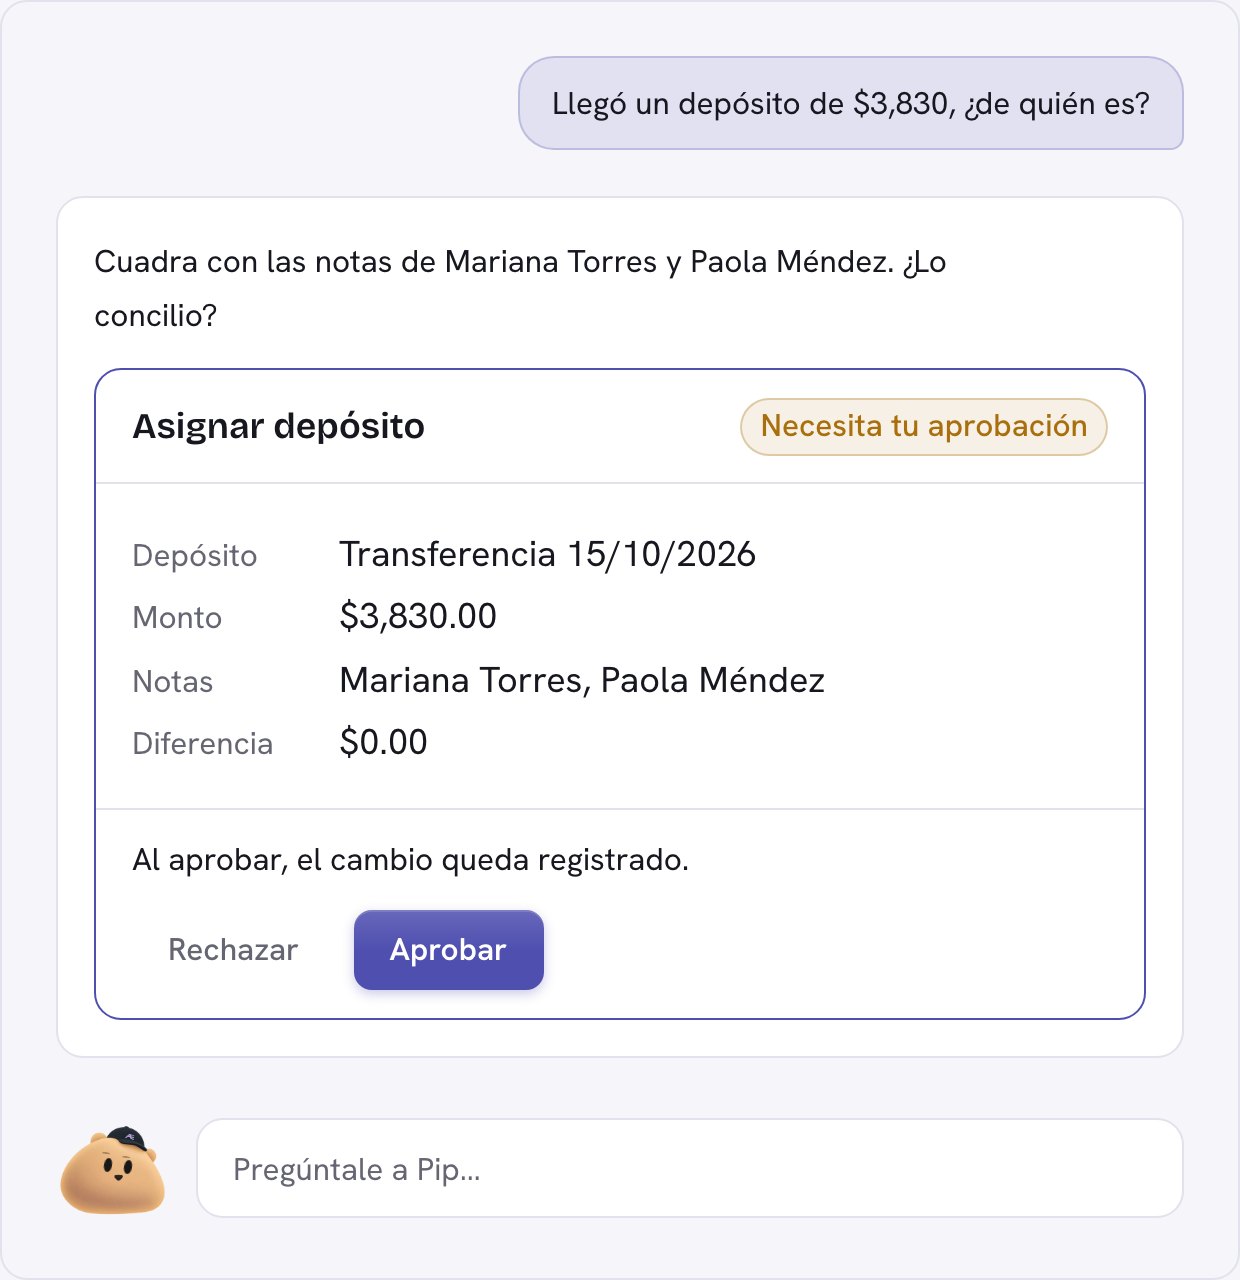 Llegó un depósito de $3,830, ¿de quién es?
Cuadra con las notas de Mariana Torres y Paola Méndez. ¿Lo
concilio?
Asignar depósito
Necesita tu aprobación
Depósito Transferencia 15/10/2026
Monto $3,830.00
Notas Mariana Torres, Paola Méndez
Diferencia $0.00
Al aprobar, el cambio queda registrado.
Rechazar Aprobar
Pregúntale a Pip...